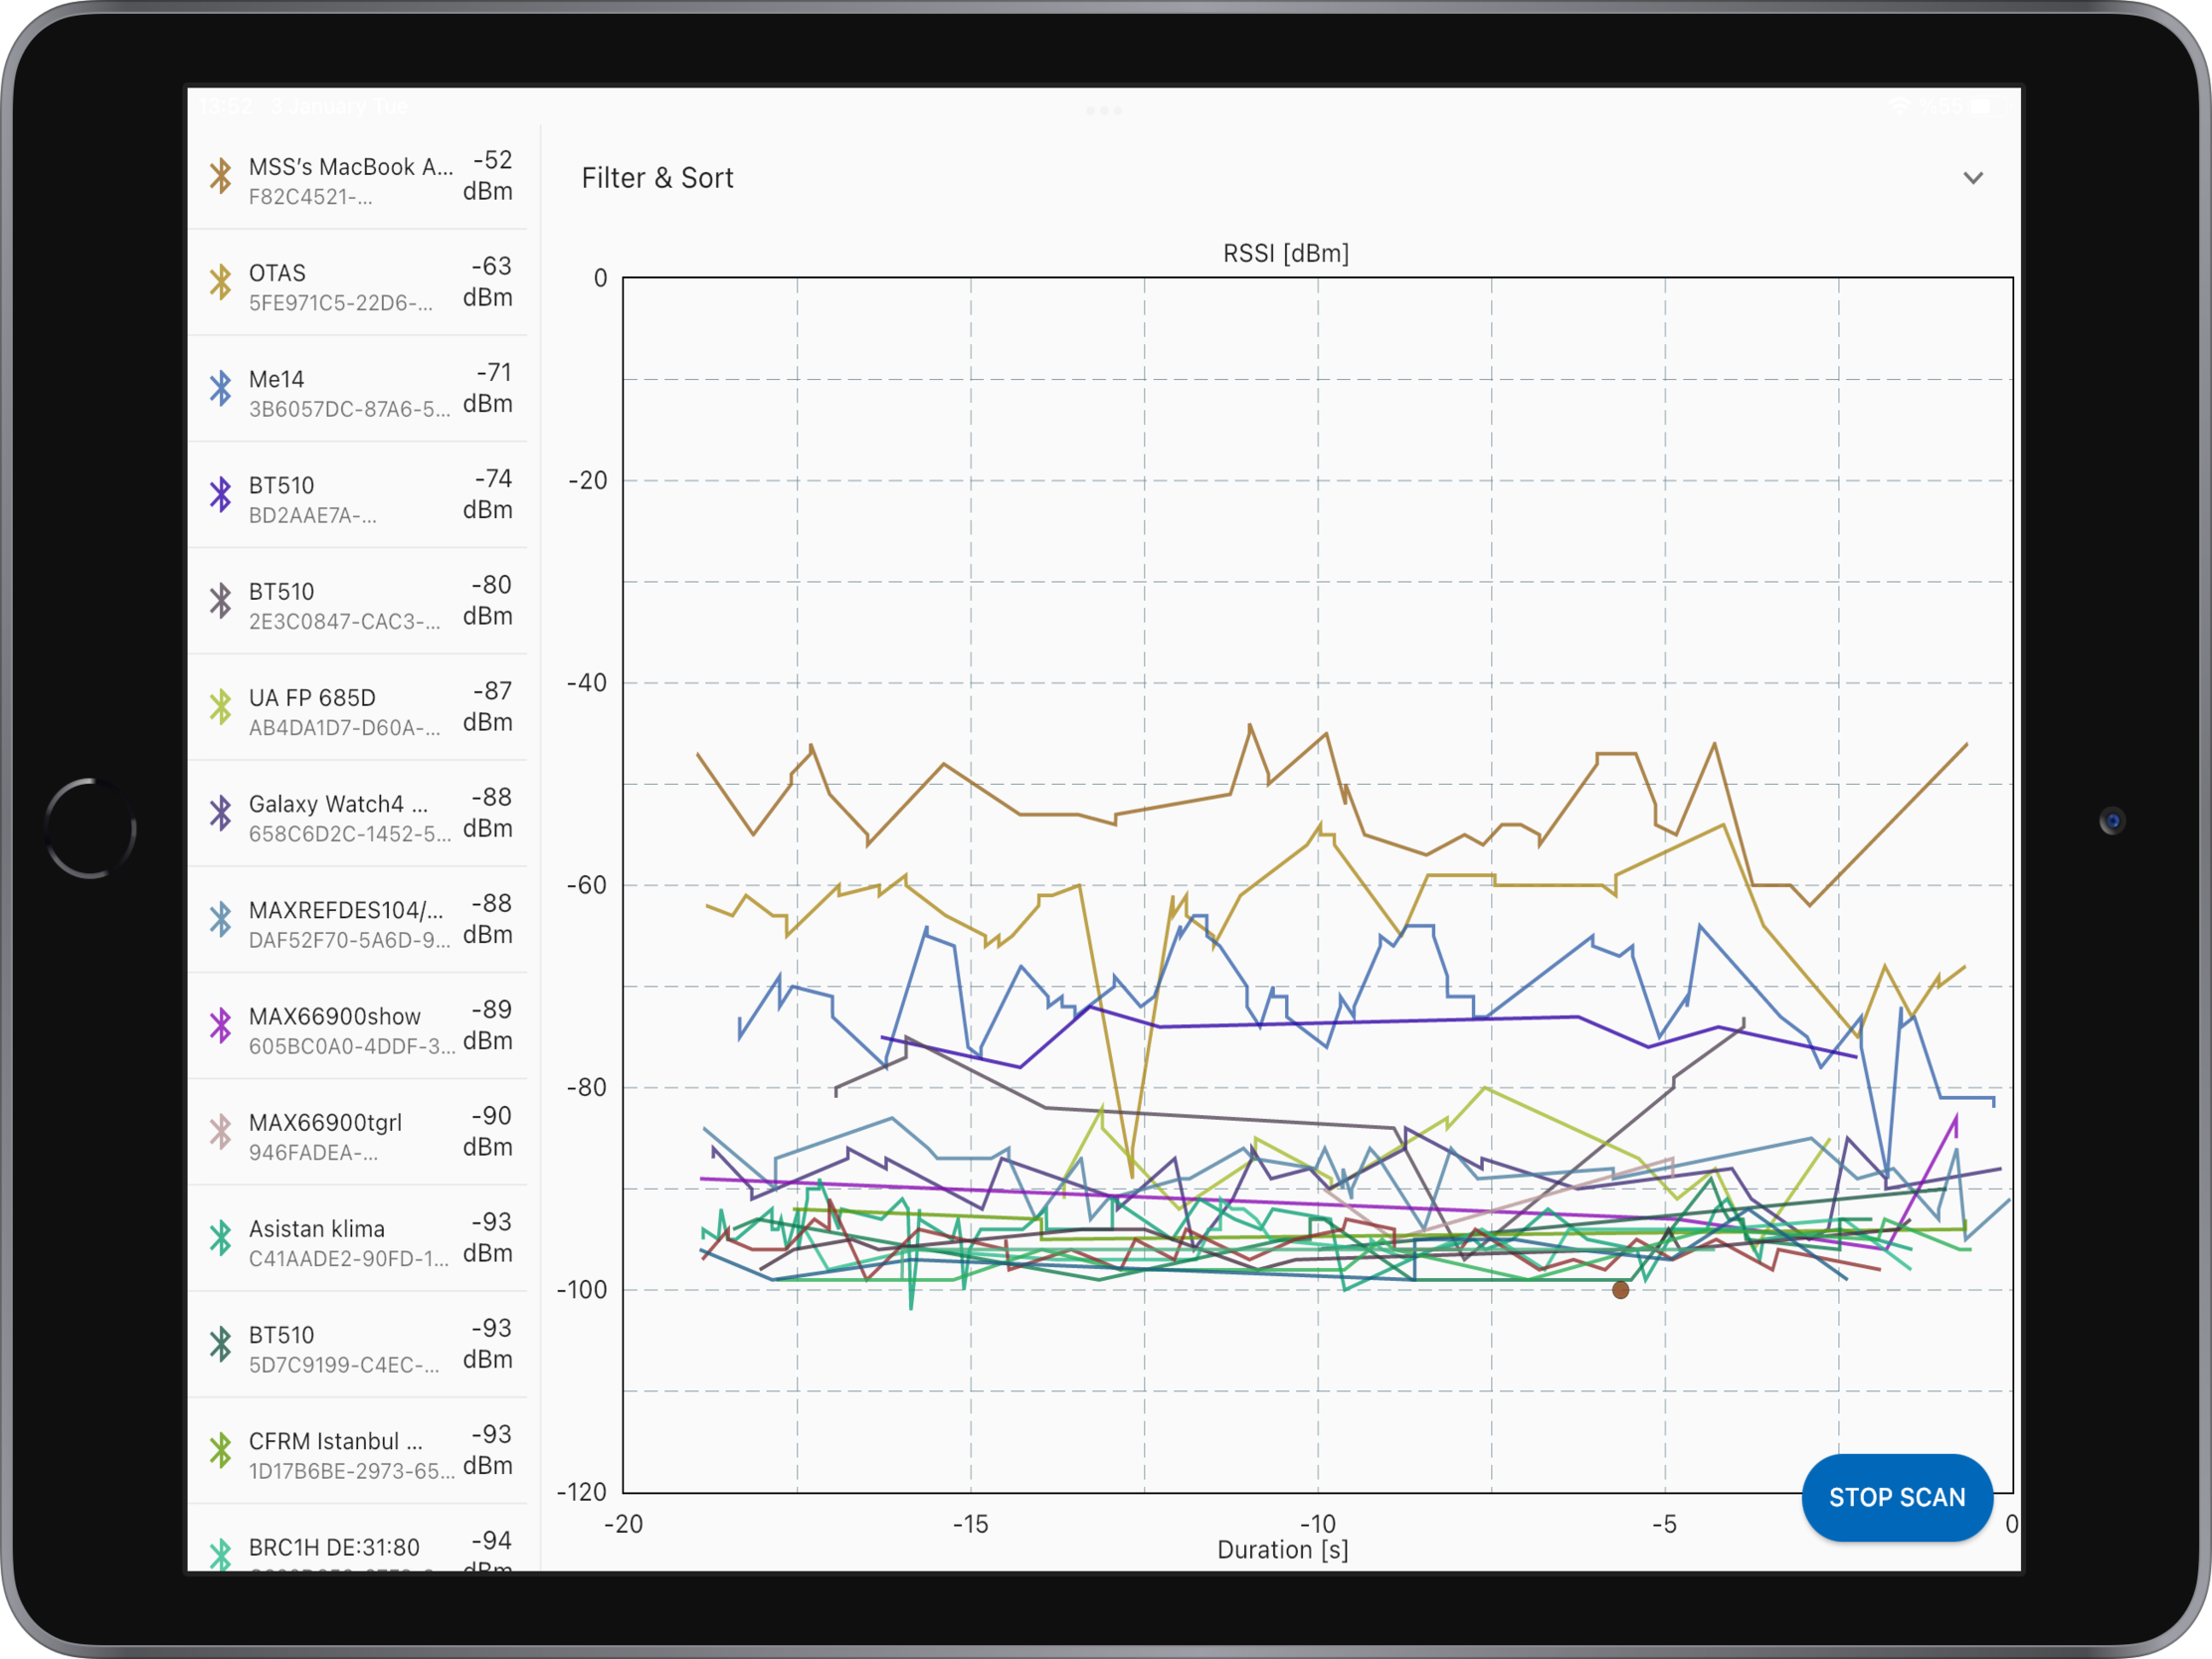 13:52 3 January Tue
MSS's MacBook A...
F82C4521-...
-52
dBm
OTAS
5FE971C5-22D6-...
-63
dBm
Me14
3B6057DC-87A6-5...
-71
dBm
BT510
BD2AAE7A-...
-74
dBm
BT510
2E3C0847-CAC3-...
-80
dBm
UA FP 685D
AB4DA1D7-D60A-...
-87
dBm
Galaxy Watch4 ...
658C6D2C-1452-5...
-88
dBm
MAXREFDES104/...
DAF52F70-5A6D-9...
-88
dBm
MAX66900show
605BC0A0-4DDF-3...
-89
dBm
MAX66900tgrl
946FADEA-...
-90
dBm
Asistan klima
C41AADE2-90FD-1...
-93
dBm
BT510
5D7C9199-C4EC-...
-93
dBm
CFRM Istanbul ...
1D17B6BE-2973-65...
-93
dBm
BRC1H DE:31:80
-94
dBm
Filter & Sort
RSSI [dBm]
0
-20
-40
-60
-80
-100
-120
-20 -15 -10 -5 0
Duration [s]
STOP SCAN